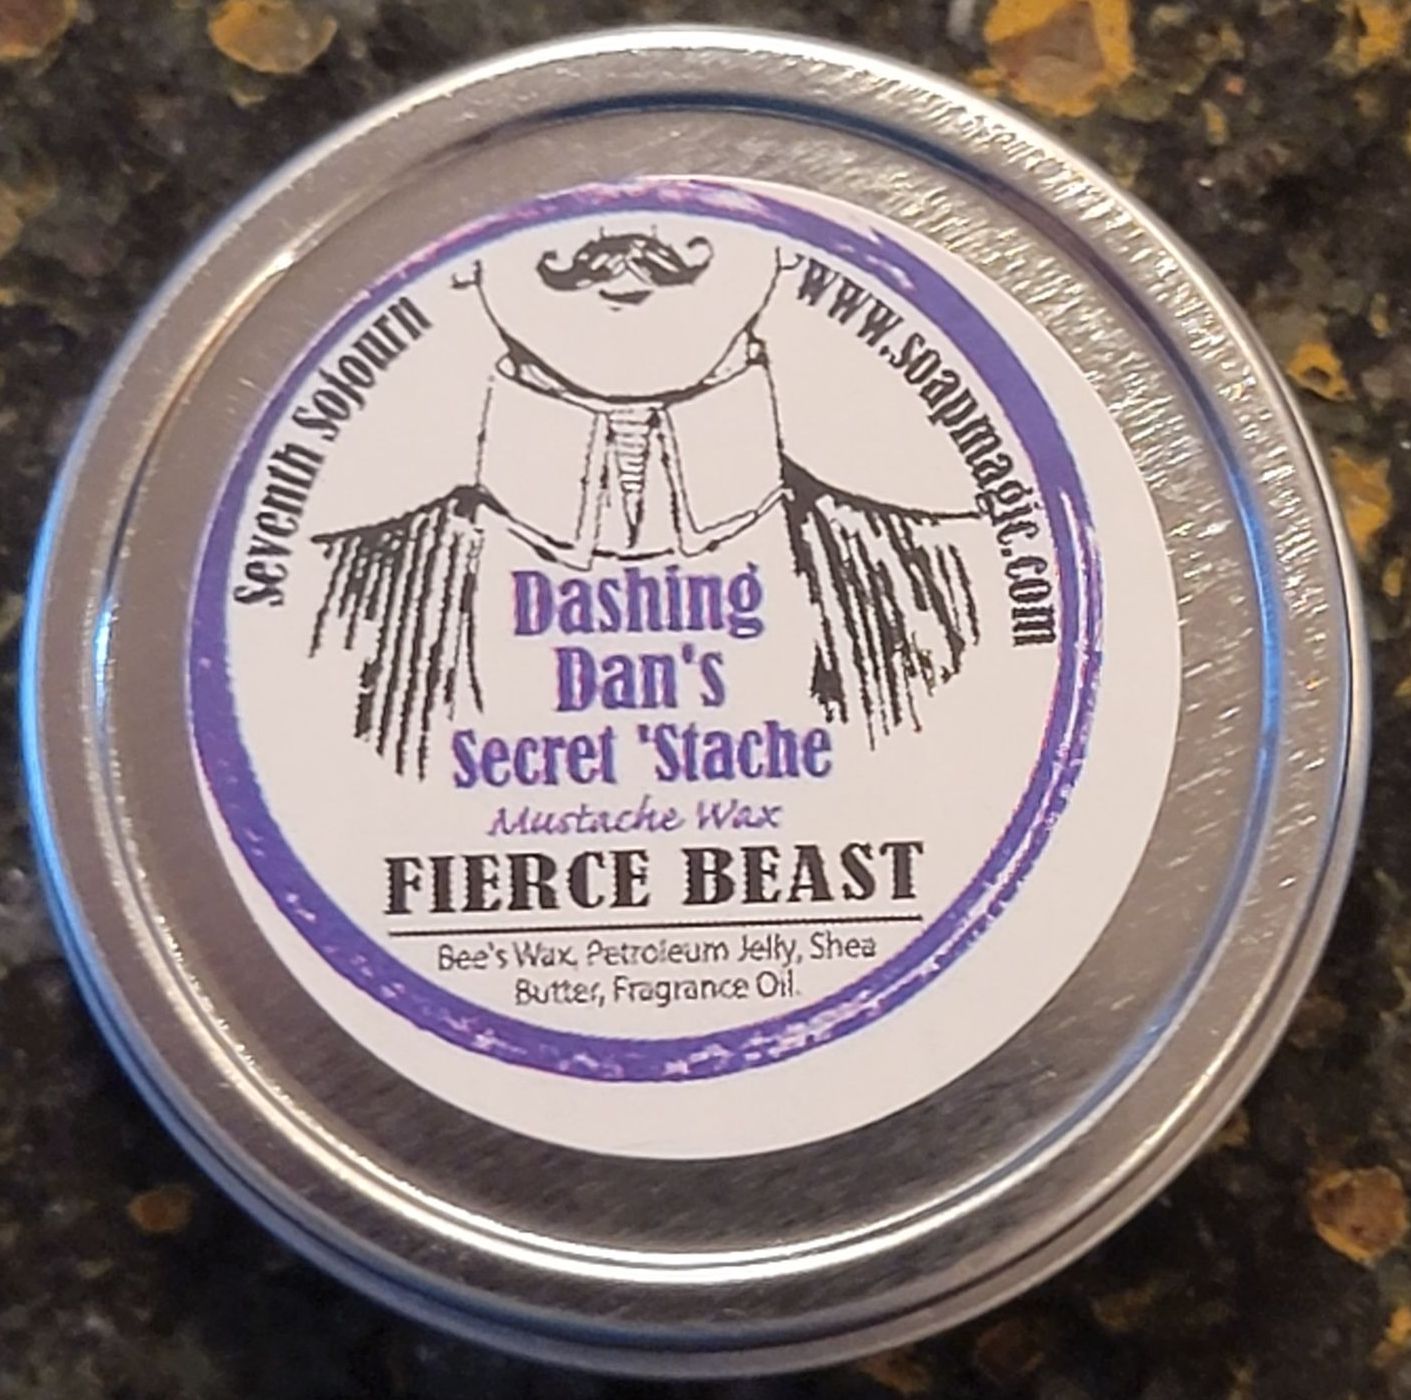 Seventh Sojourn
www.soapmagic.com
Dashing
Dan's
Secret 'Stache
Mustache Wax
FIERCE BEAST
Bee's Wax, Petroleum Jelly, Shea
Butter, Fragrance Oil.